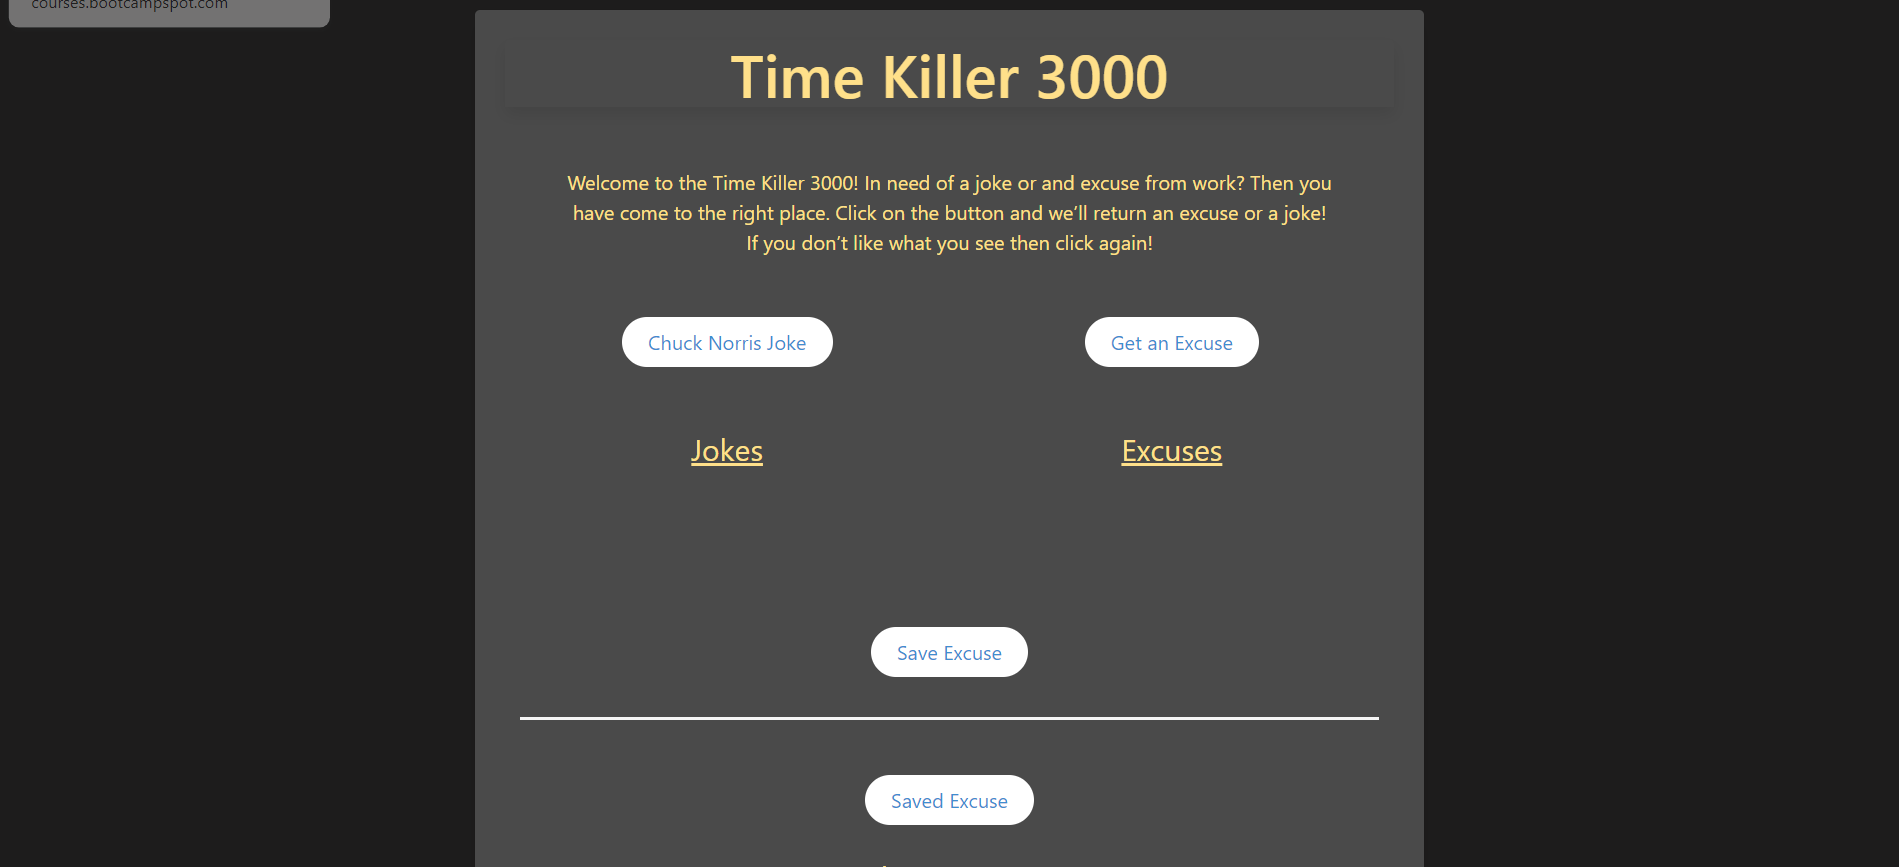 courses.bootcampspot.com
Time Killer 3000
Welcome to the Time Killer 3000! In need of a joke or and excuse from work? Then you
have come to the right place. Click on the button and we’ll return an excuse or a joke!
If you don’t like what you see then click again!
Chuck Norris Joke
Get an Excuse
Jokes
Excuses
Save Excuse
Saved Excuse